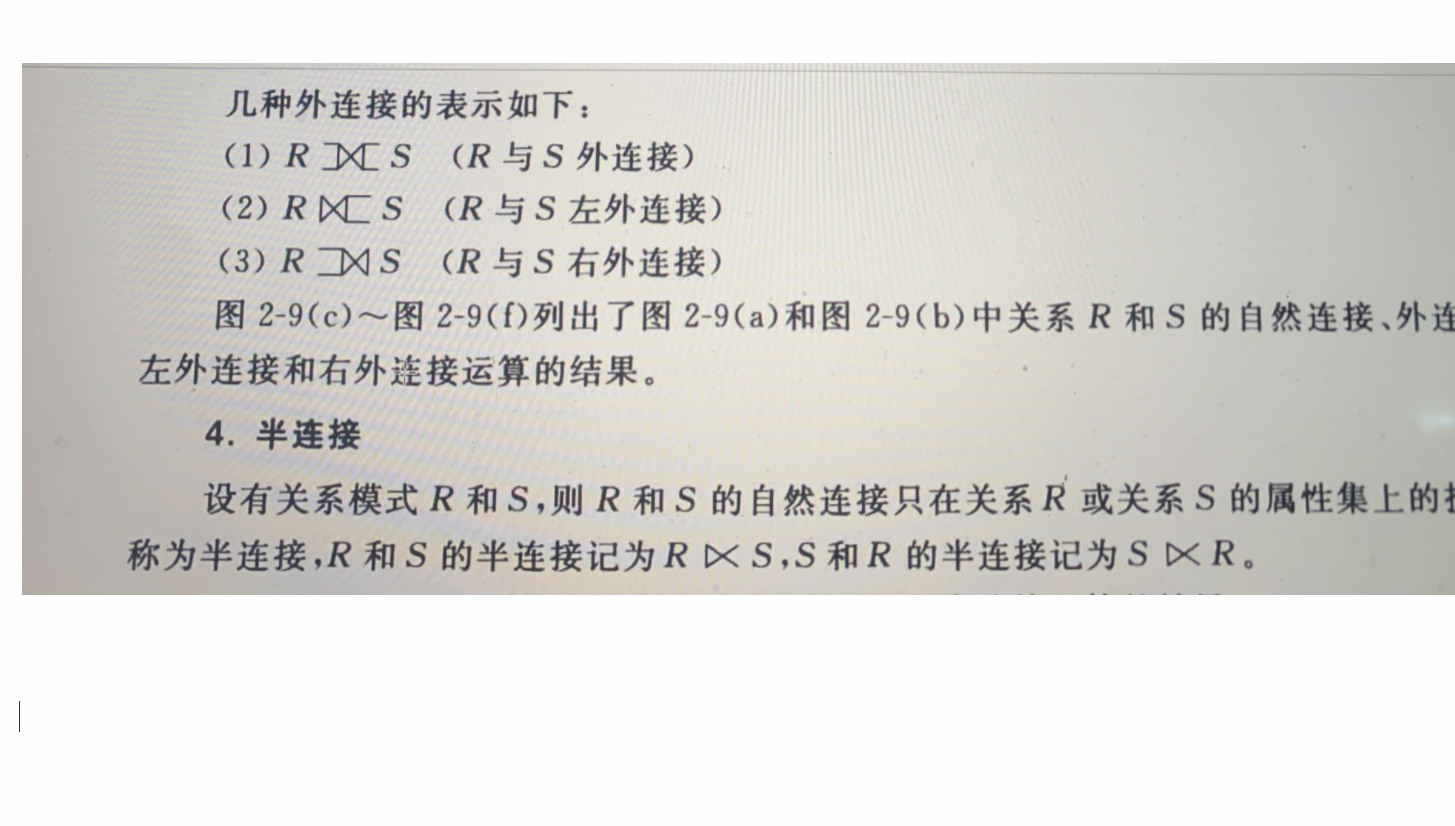 几种外连接的表示如下：
(1) R ⟗ S （R 与 S 外连接）
(2) R ⟖ S （R 与 S 左外连接）
(3) R ⟕ S （R 与 S 右外连接）
图 2-9(c)～图 2-9(f)列出了图 2-9(a)和图 2-9(b)中关系 R 和 S 的自然连接、外连
左外连接和右外连接运算的结果。
4. 半连接
设有关系模式 R 和 S,则 R 和 S 的自然连接只在关系 R 或关系 S 的属性集上的
称为半连接,R 和 S 的半连接记为 R ⋉ S,S 和 R 的半连接记为 S ⋉ R。